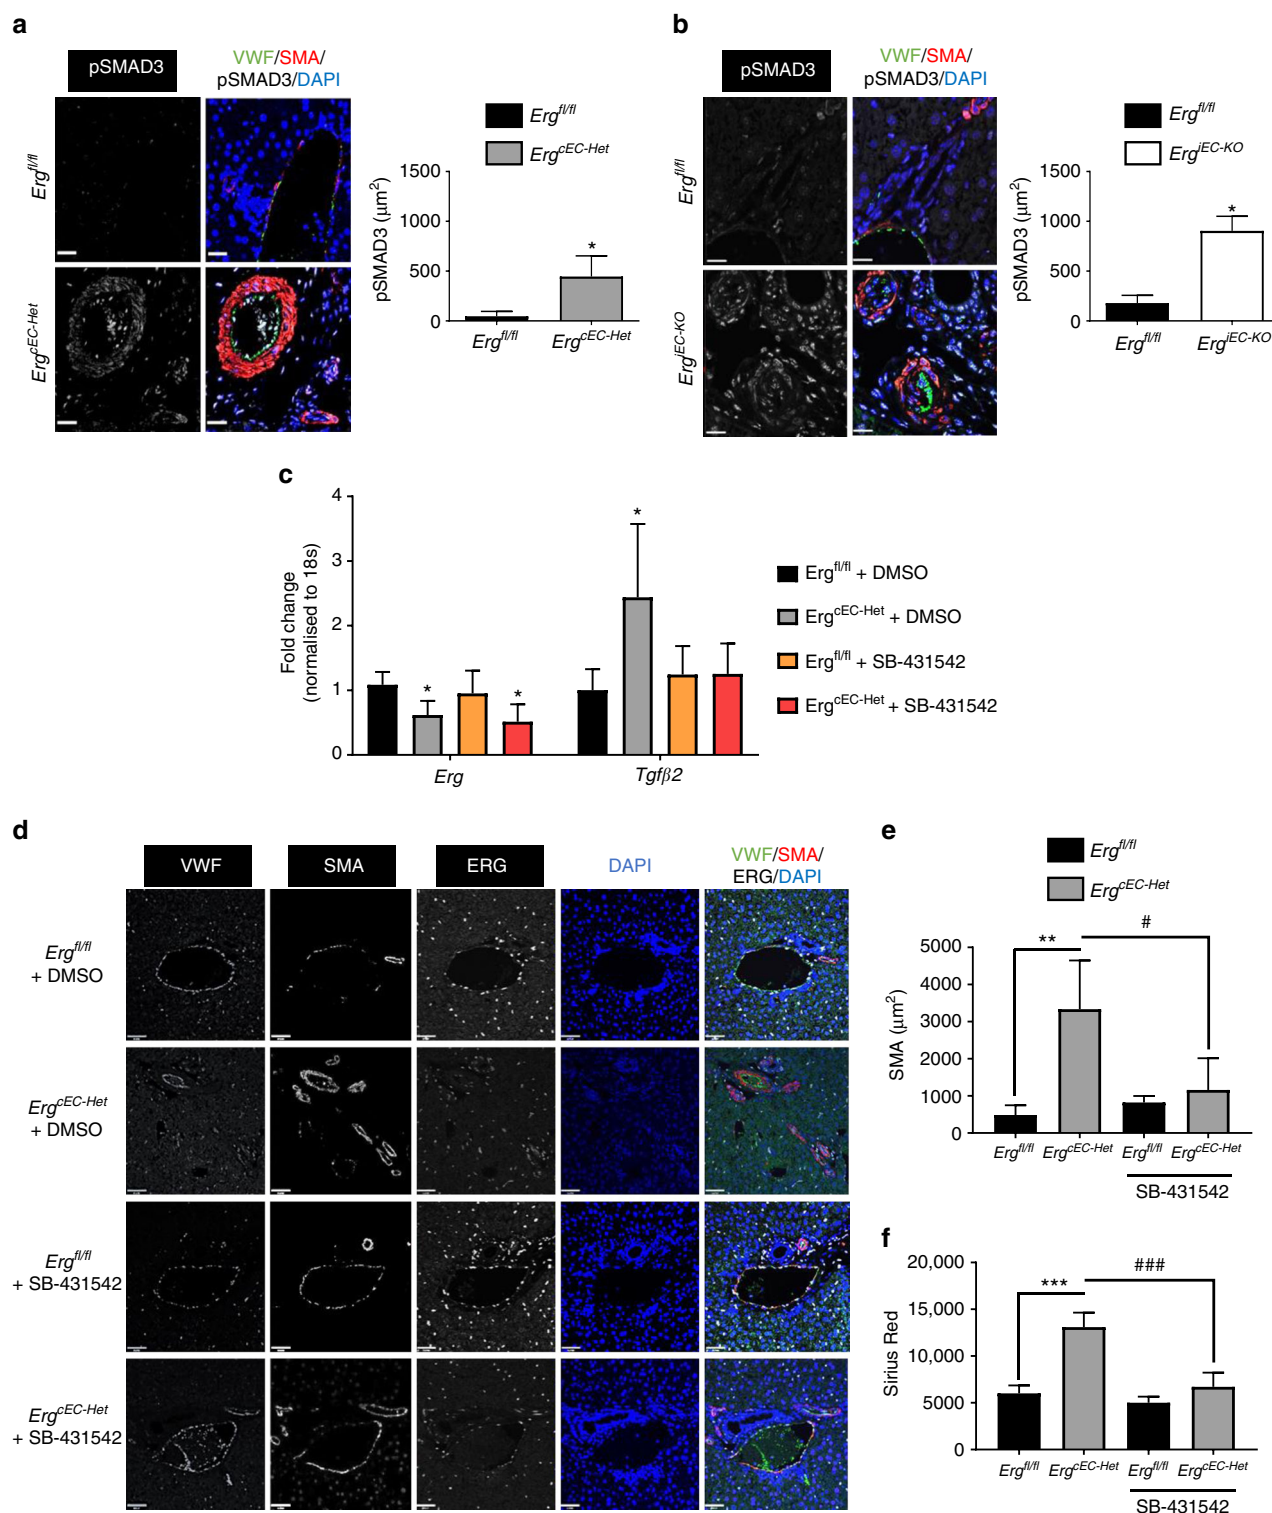 a
pSMAD3
VWF/SMA/
pSMAD3/DAPI
Erg^fl/fl
Erg^cEC-Het
Erg^fl/fl
Erg^cEC-Het
pSMAD3 (μm²)
1500
1000
500
0
*
Erg^fl/fl
Erg^cEC-Het
b
pSMAD3
VWF/SMA/
pSMAD3/DAPI
Erg^fl/fl
Erg^iEC-KO
Erg^fl/fl
Erg^iEC-KO
pSMAD3 (μm²)
1500
1000
500
0
*
Erg^fl/fl
Erg^iEC-KO
c
Fold change
(normalised to 18s)
4
3
2
1
0
*
*
*
Erg
Tgfβ2
Erg^fl/fl + DMSO
Erg^cEC-Het + DMSO
Erg^fl/fl + SB-431542
Erg^cEC-Het + SB-431542
d
VWF
SMA
ERG
DAPI
VWF/SMA/
ERG/DAPI
Erg^fl/fl
+ DMSO
Erg^cEC-Het
+ DMSO
Erg^fl/fl
+ SB-431542
Erg^cEC-Het
+ SB-431542
e
Erg^fl/fl
Erg^cEC-Het
SMA (μm²)
5000
4000
3000
2000
1000
0
**
#
Erg^fl/fl
Erg^cEC-Het
Erg^fl/fl
Erg^cEC-Het
SB-431542
f
Sirius Red
20,000
15,000
10,000
5000
0
***
###
Erg^fl/fl
Erg^cEC-Het
Erg^fl/fl
Erg^cEC-Het
SB-431542